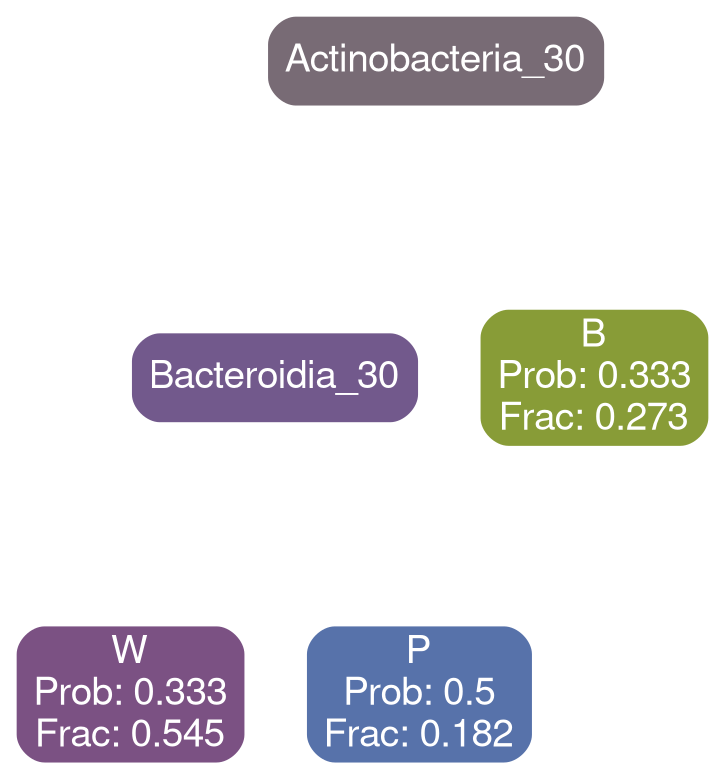 Actinobacteria_30
Bacteroidia_30
B
Prob: 0.333
Frac: 0.273
W
Prob: 0.333
Frac: 0.545
P
Prob: 0.5
Frac: 0.182